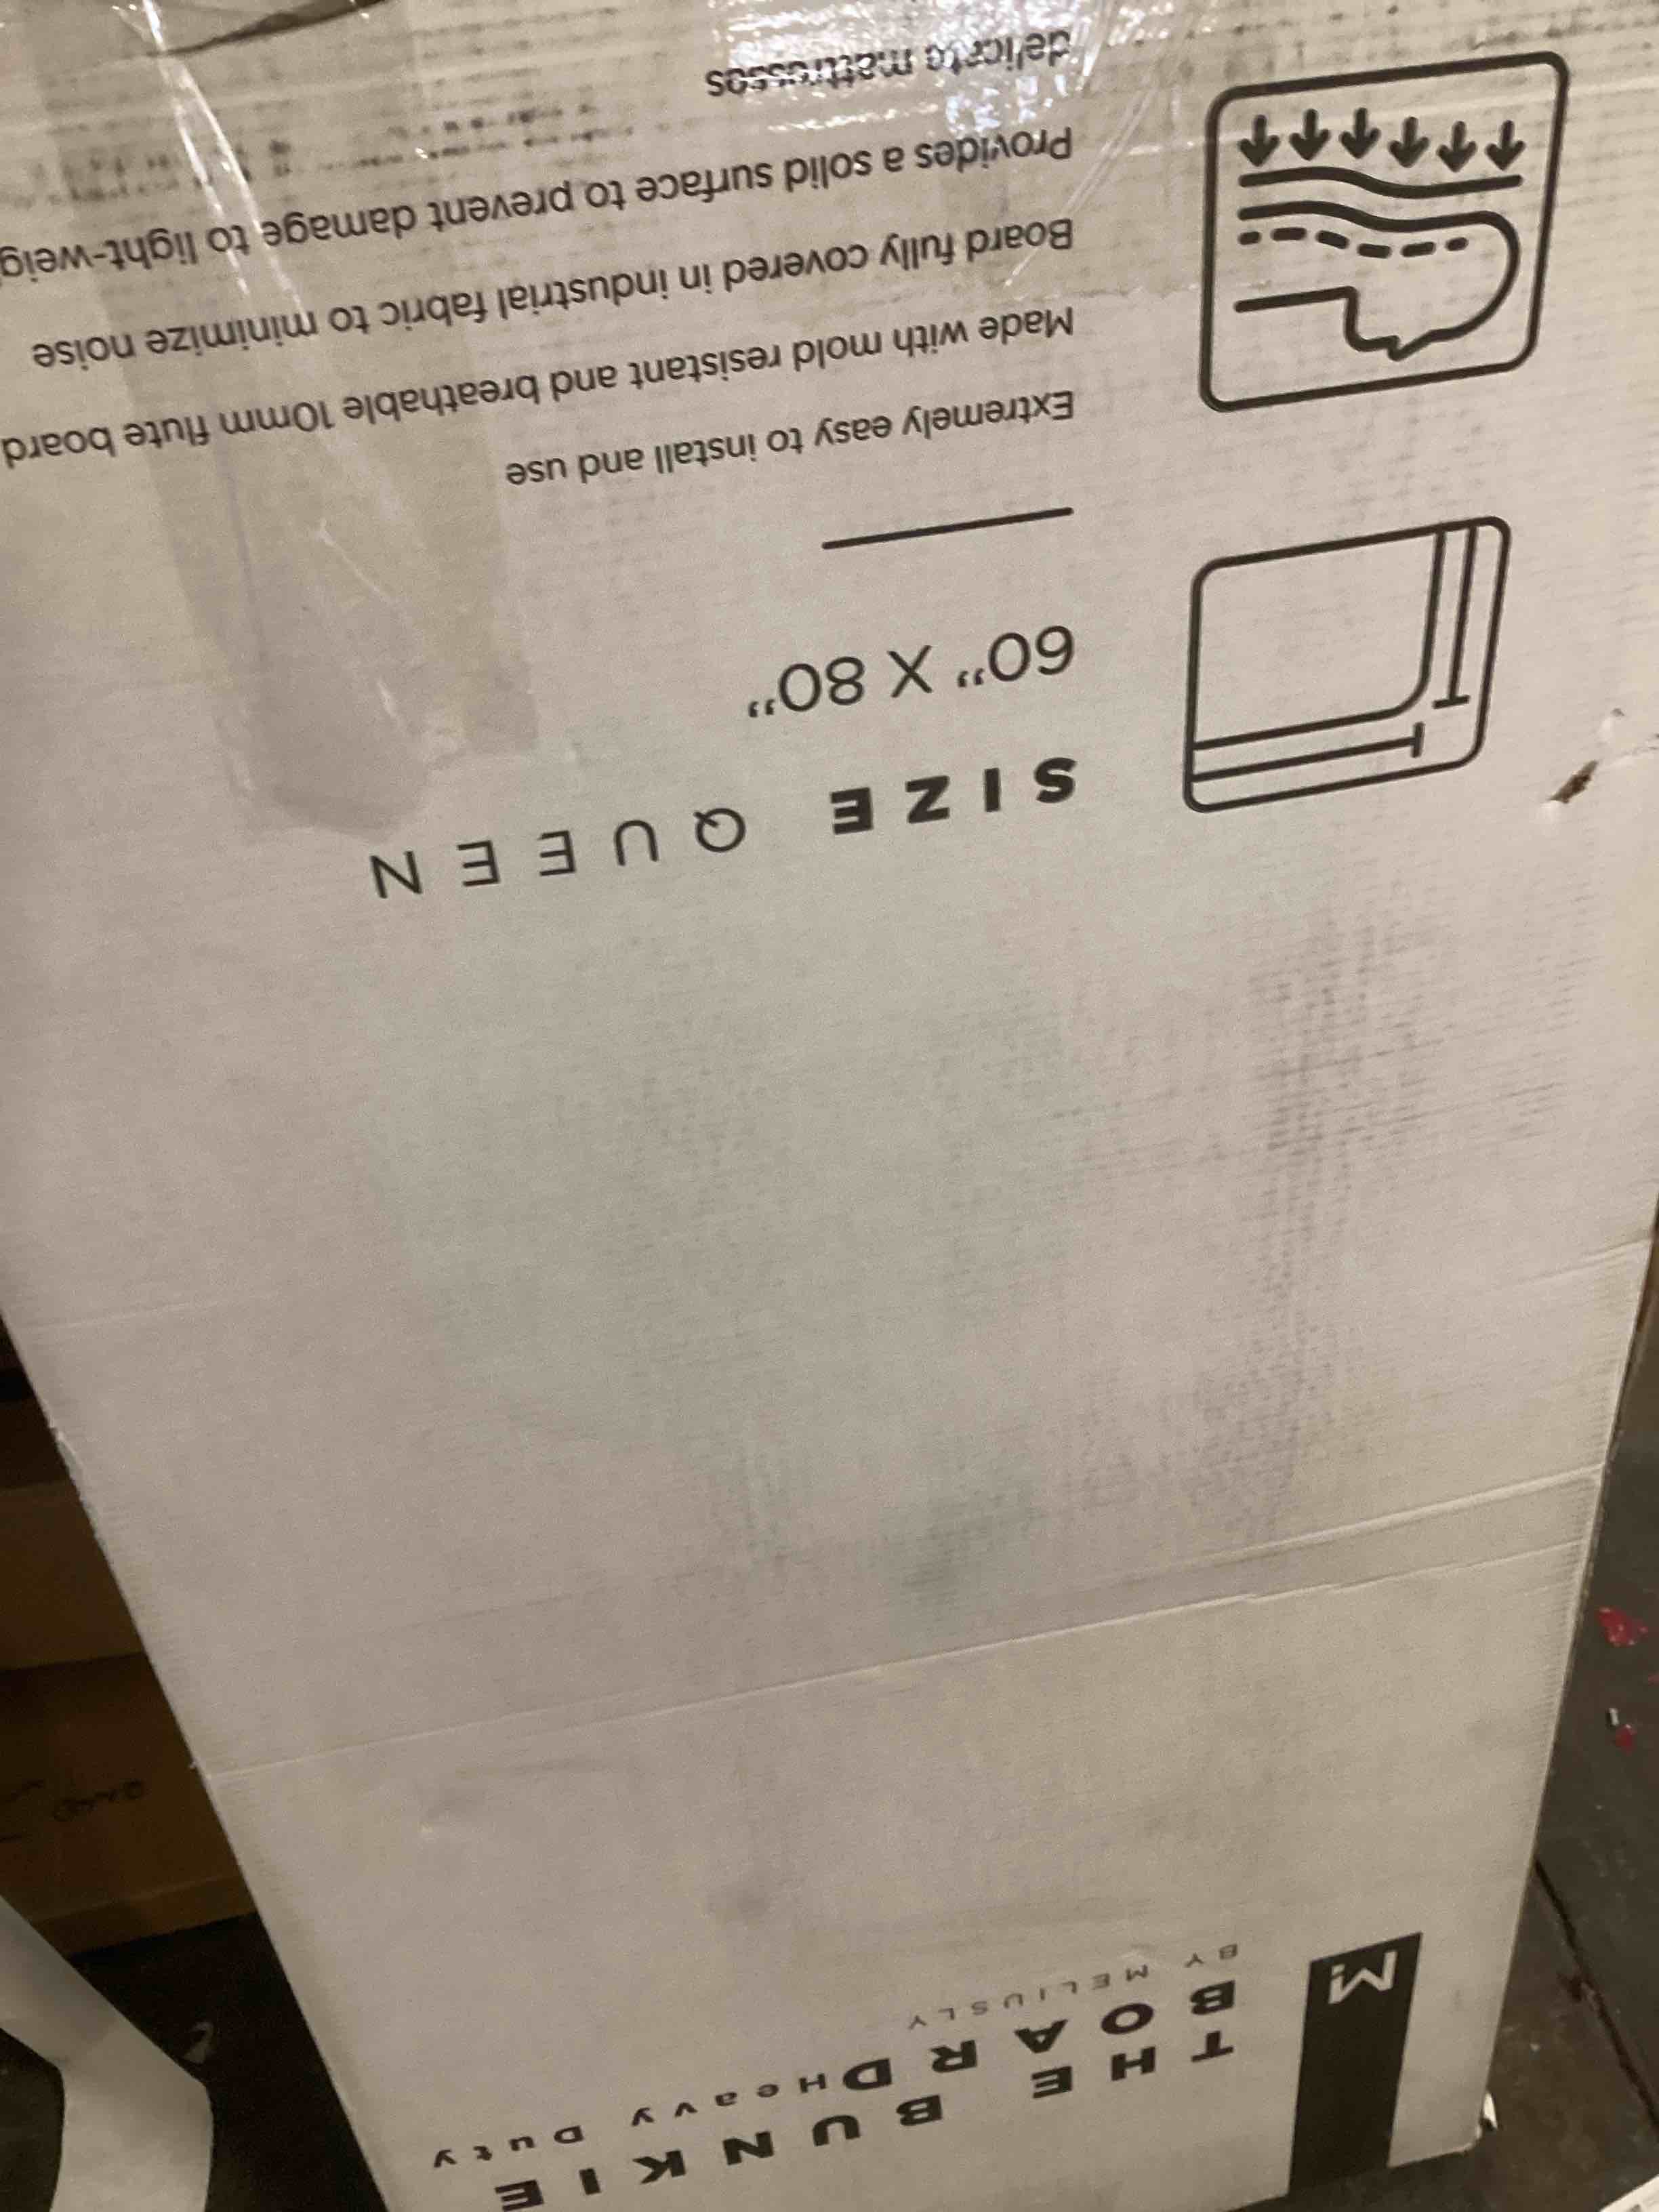 THE BUNKIE
BOARD Heavy Duty
BY MELIUSLY
M
SIZE QUEEN
60" X 80"
Extremely easy to install and use
Made with mold resistant and breathable 10mm flute board
Board fully covered in industrial fabric to minimize noise
Provides a solid surface to prevent damage to light-weig
delicate mattresses